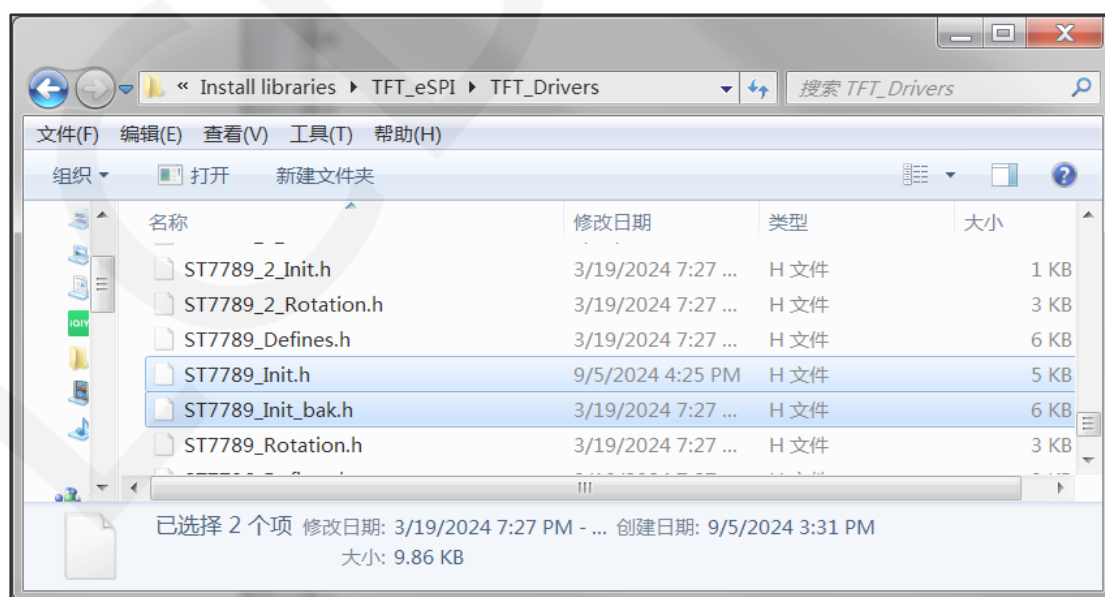 « Install libraries ▸ TFT_eSPI ▸ TFT_Drivers 搜索 TFT_Drivers
文件(F) 编辑(E) 查看(V) 工具(T) 帮助(H)
组织 打开 新建文件夹
名称 修改日期 类型 大小
ST7789_2_Init.h 3/19/2024 7:27 ... H 文件 1 KB
ST7789_2_Rotation.h 3/19/2024 7:27 ... H 文件 3 KB
ST7789_Defines.h 3/19/2024 7:27 ... H 文件 6 KB
ST7789_Init.h 9/5/2024 4:25 PM H 文件 5 KB
ST7789_Init_bak.h 3/19/2024 7:27 ... H 文件 6 KB
ST7789_Rotation.h 3/19/2024 7:27 ... H 文件 3 KB
已选择 2 个项 修改日期: 3/19/2024 7:27 PM - ... 创建日期: 9/5/2024 3:31 PM
大小: 9.86 KB